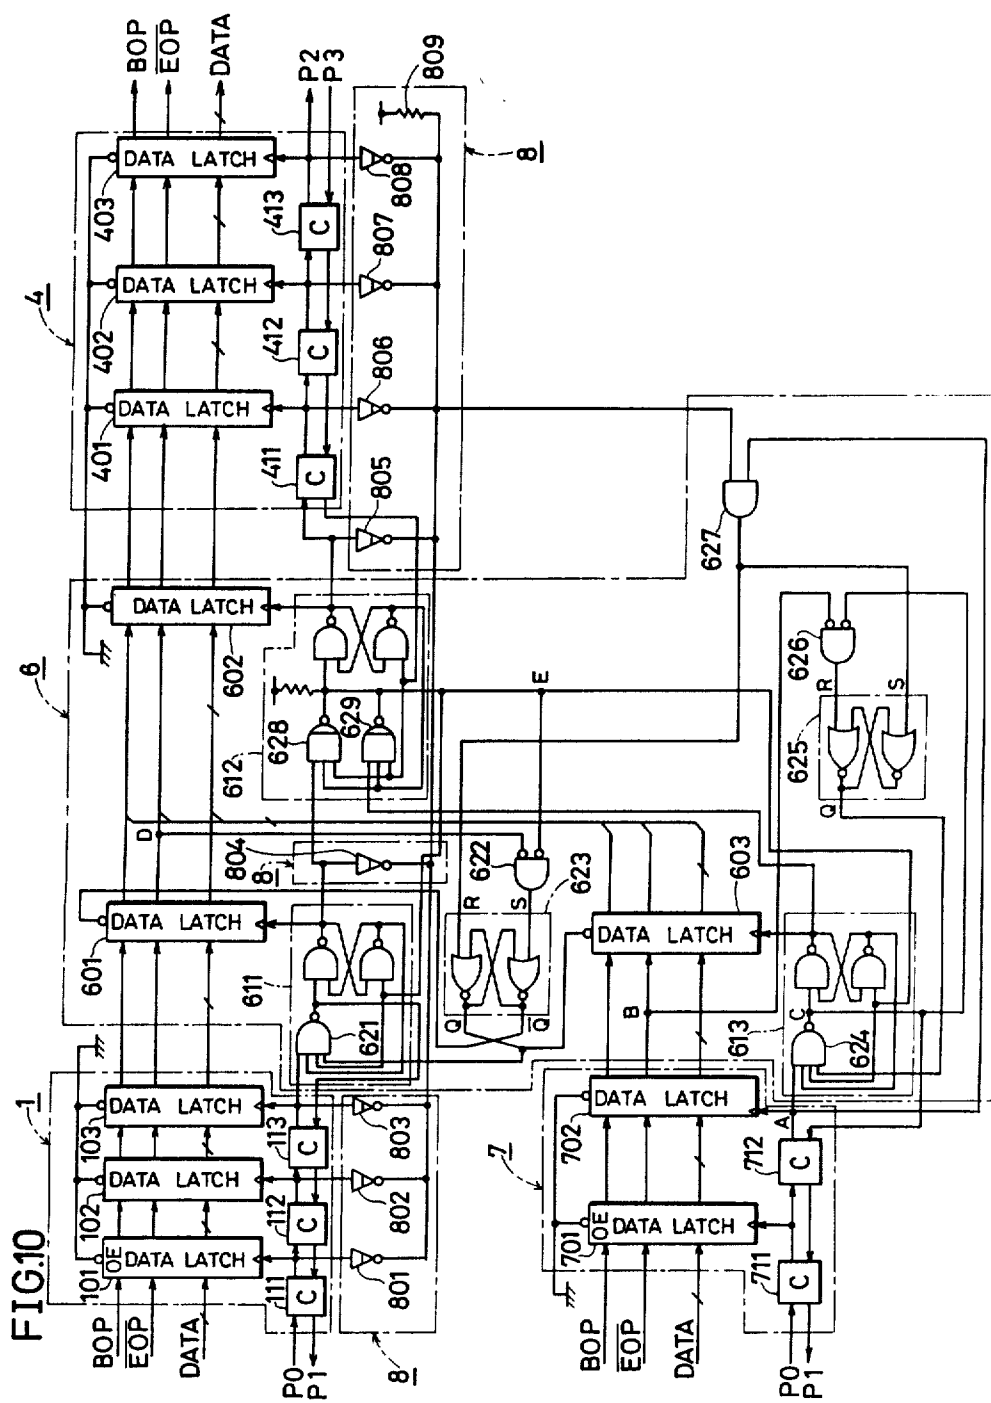 FIG.10
1
101
OE
DATA LATCH
102
DATA LATCH
103
DATA LATCH
BOP
EOP
DATA
P0
P1
111
C
112
C
113
C
801
802
803
8
6
601
DATA LATCH
D
602
DATA LATCH
611
621
8
804
612
628
629
E
622
623
R
S
Q
Q
4
401
DATA LATCH
402
DATA LATCH
403
DATA LATCH
BOP
EOP
DATA
P2
P3
411
C
412
C
413
C
805
806
807
808
809
8
7
701
OE
DATA LATCH
702
DATA LATCH
BOP
EOP
DATA
P0
P1
711
C
712
C
A
B
603
DATA LATCH
613
C
624
625
Q
R
S
626
627